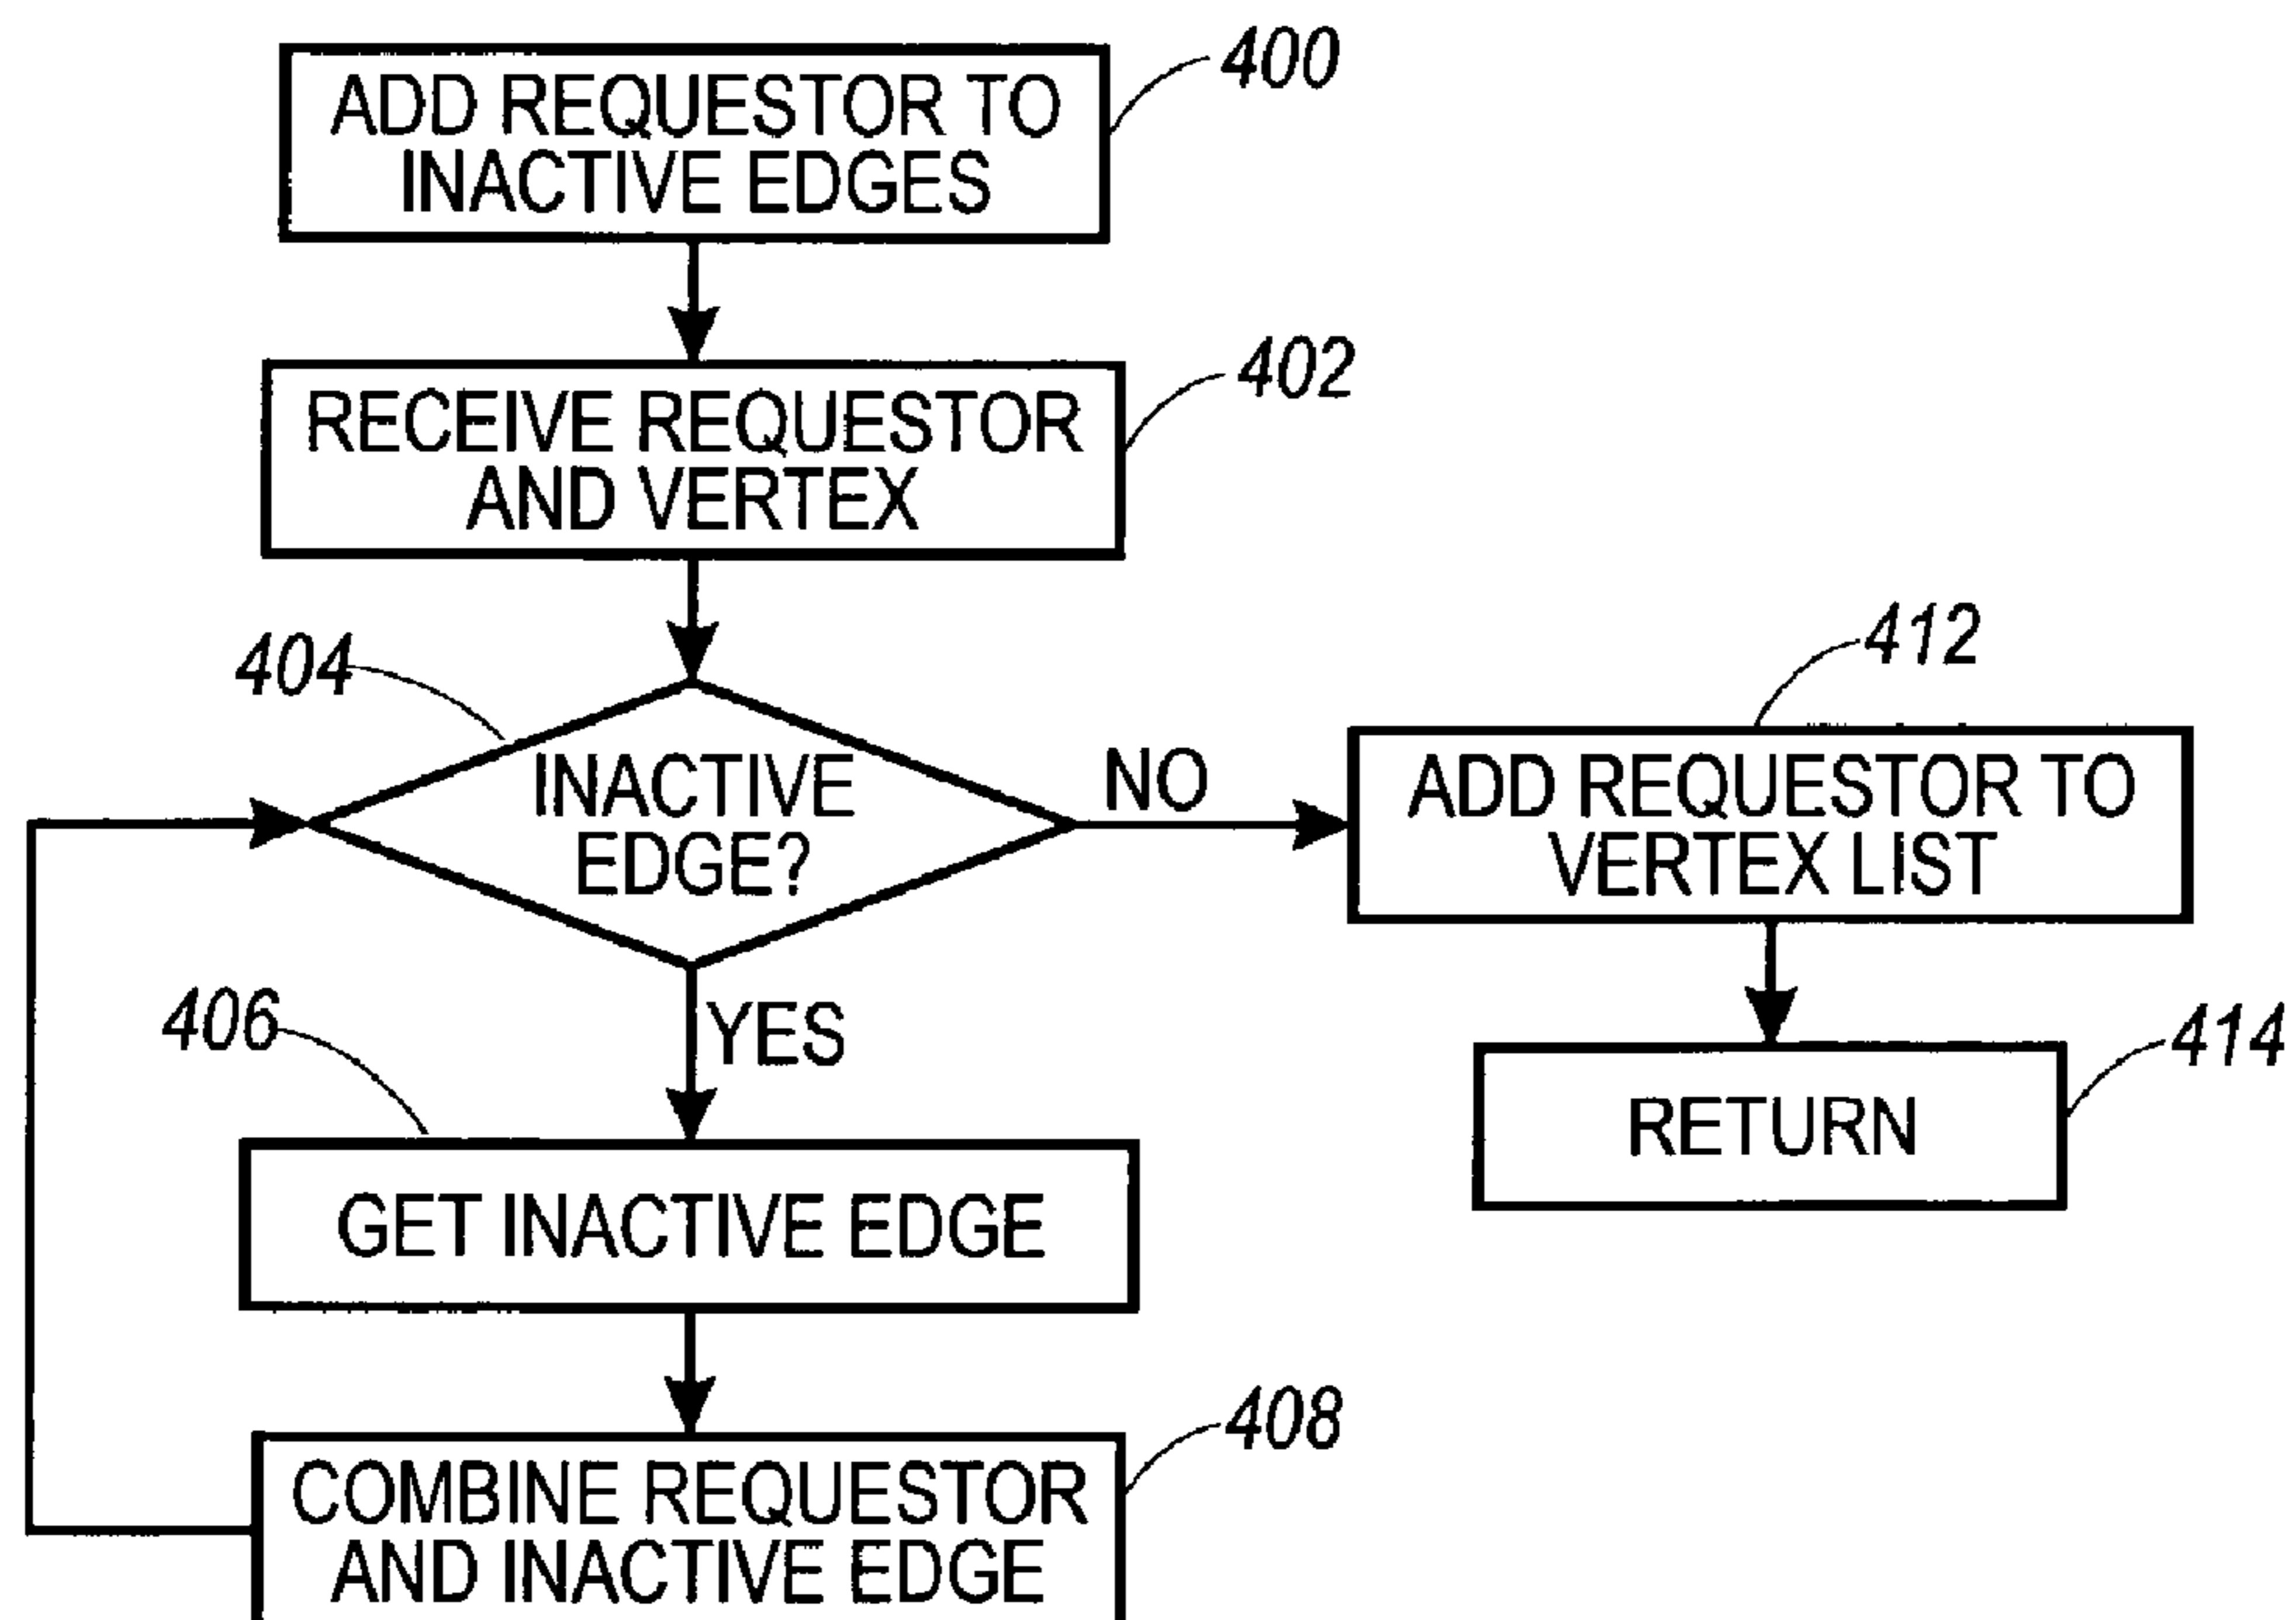 400
ADD REQUESTOR TO
INACTIVE EDGES
402
RECEIVE REQUESTOR
AND VERTEX
404
INACTIVE
EDGE?
NO
412
ADD REQUESTOR TO
VERTEX LIST
406
YES
414
RETURN
GET INACTIVE EDGE
408
COMBINE REQUESTOR
AND INACTIVE EDGE